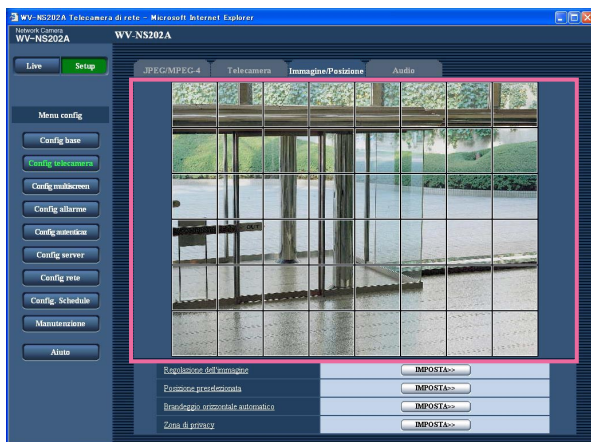 WV-NS202A Telecamera di rete - Microsoft Internet Explorer
Network Camera
WV-NS202A
WV-NS202A
Live
Setup
JPEG/MPEG-4
Telecamera
Immagine/Posizione
Audio
Menu config
Config base
Config telecamera
Config multiscreen
Config allarme
Config autenticaz
Config server
Config rete
Config. Schedule
Manutenzione
Aiuto
OUT
Regolazione dell'immagine
IMPOSTA>>
Posizione preselezionata
IMPOSTA>>
Brandeggio orizzontale automatico
IMPOSTA>>
Zona di privacy
IMPOSTA>>